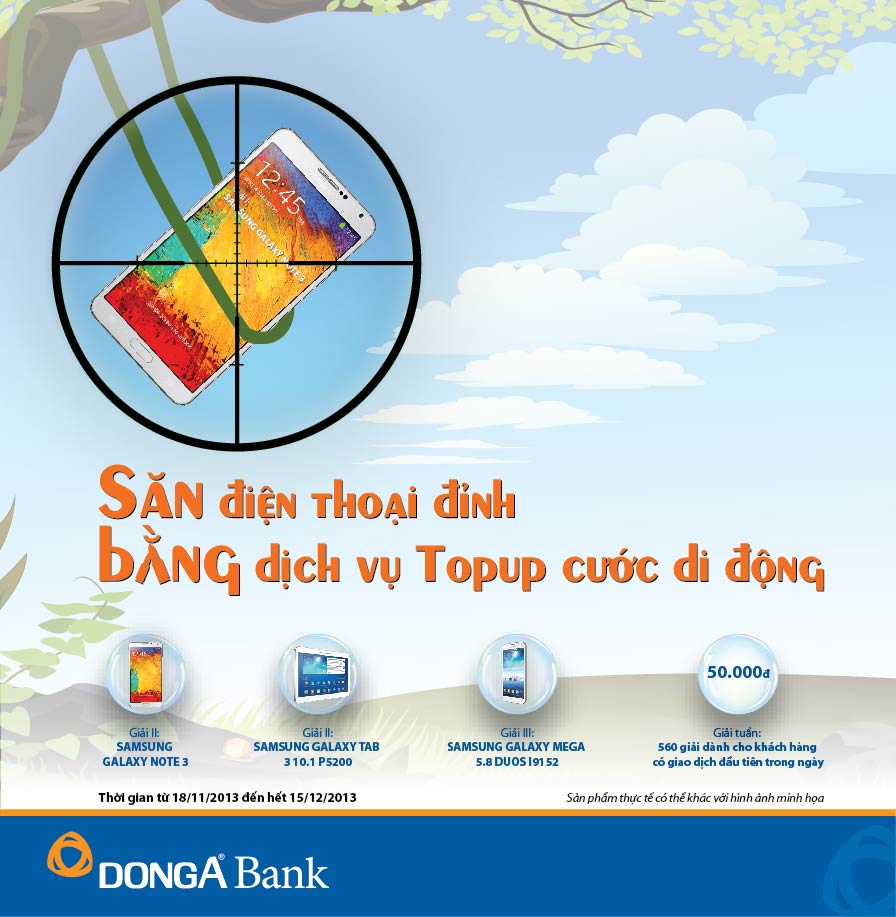 12:45
SAMSUNG GALAXY NOTE 3
Săn điện thoại đỉnh
bằng dịch vụ Topup cước di động
50.000đ
Giải II:
SAMSUNG
GALAXY NOTE 3
Giải II:
SAMSUNG GALAXY TAB
3 10.1 P5200
Giải III:
SAMSUNG GALAXY MEGA
5.8 DUOS I9152
Giải tuần:
560 giải dành cho khách hàng
có giao dịch đầu tiên trong ngày
Thời gian từ 18/11/2013 đến hết 15/12/2013
Sản phẩm thực tế có thể khác với hình ảnh minh họa
DONGA® Bank